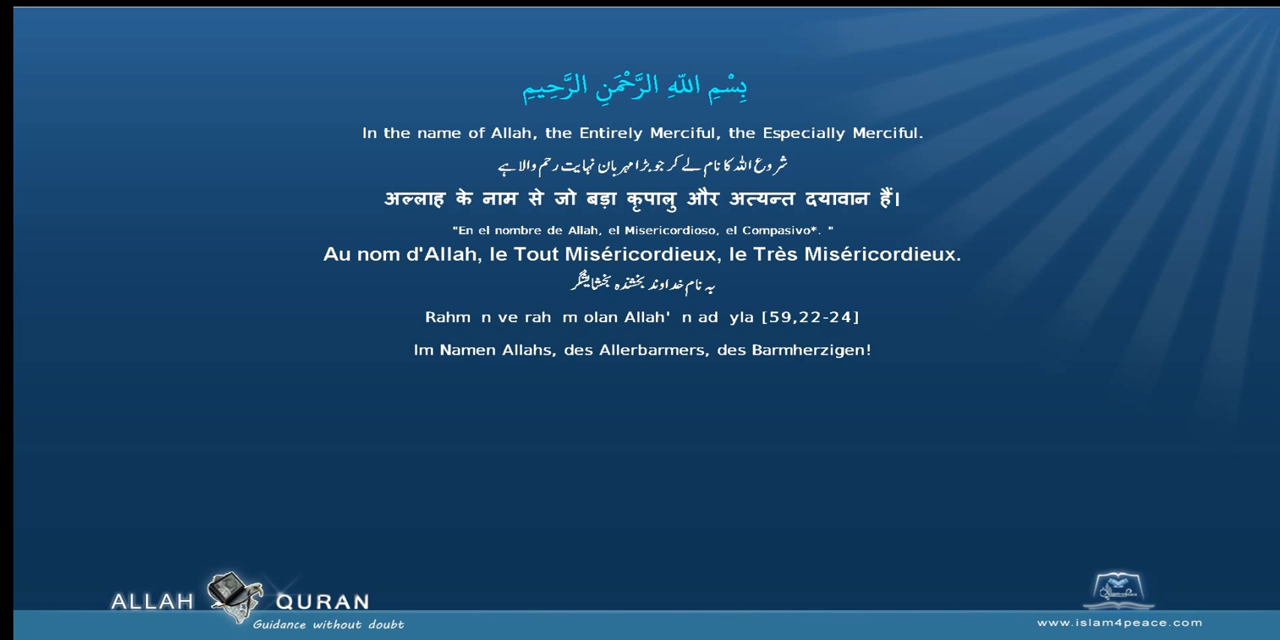 بِسْمِ اللّهِ الرَّحْمَنِ الرَّحِيمِ
In the name of Allah, the Entirely Merciful, the Especially Merciful.
شروع الله کا نام لے کر جو بڑا مہربان نہایت رحم والا ہے
अल्लाह के नाम से जो बड़ा कृपालु और अत्यन्त दयावान हैं।
"En el nombre de Allah, el Misericordioso, el Compasivo*. "
Au nom d'Allah, le Tout Miséricordieux, le Très Miséricordieux.
به نام خداوند بخشنده بخشایشگر
Rahm n ve rah m olan Allah' n ad yla [59,22-24]
Im Namen Allahs, des Allerbarmers, des Barmherzigen!
ALLAH QURAN
Guidance without doubt
www.islam4peace.com